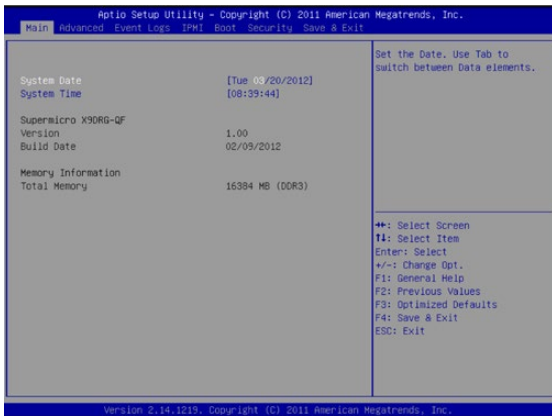 Aptio Setup Utility – Copyright (C) 2011 American Megatrends, Inc.
Main Advanced Event Logs IPMI Boot Security Save & Exit
Set the Date. Use Tab to
switch between Data elements.
System Date [Tue 03/20/2012]
System Time [08:39:44]
Supermicro X9DRG-QF
Version 1.00
Build Date 02/09/2012
Memory Information
Total Memory 16384 MB (DDR3)
→←: Select Screen
↑↓: Select Item
Enter: Select
+/-: Change Opt.
F1: General Help
F2: Previous Values
F3: Optimized Defaults
F4: Save & Exit
ESC: Exit
Version 2.14.1219. Copyright (C) 2011 American Megatrends, Inc.